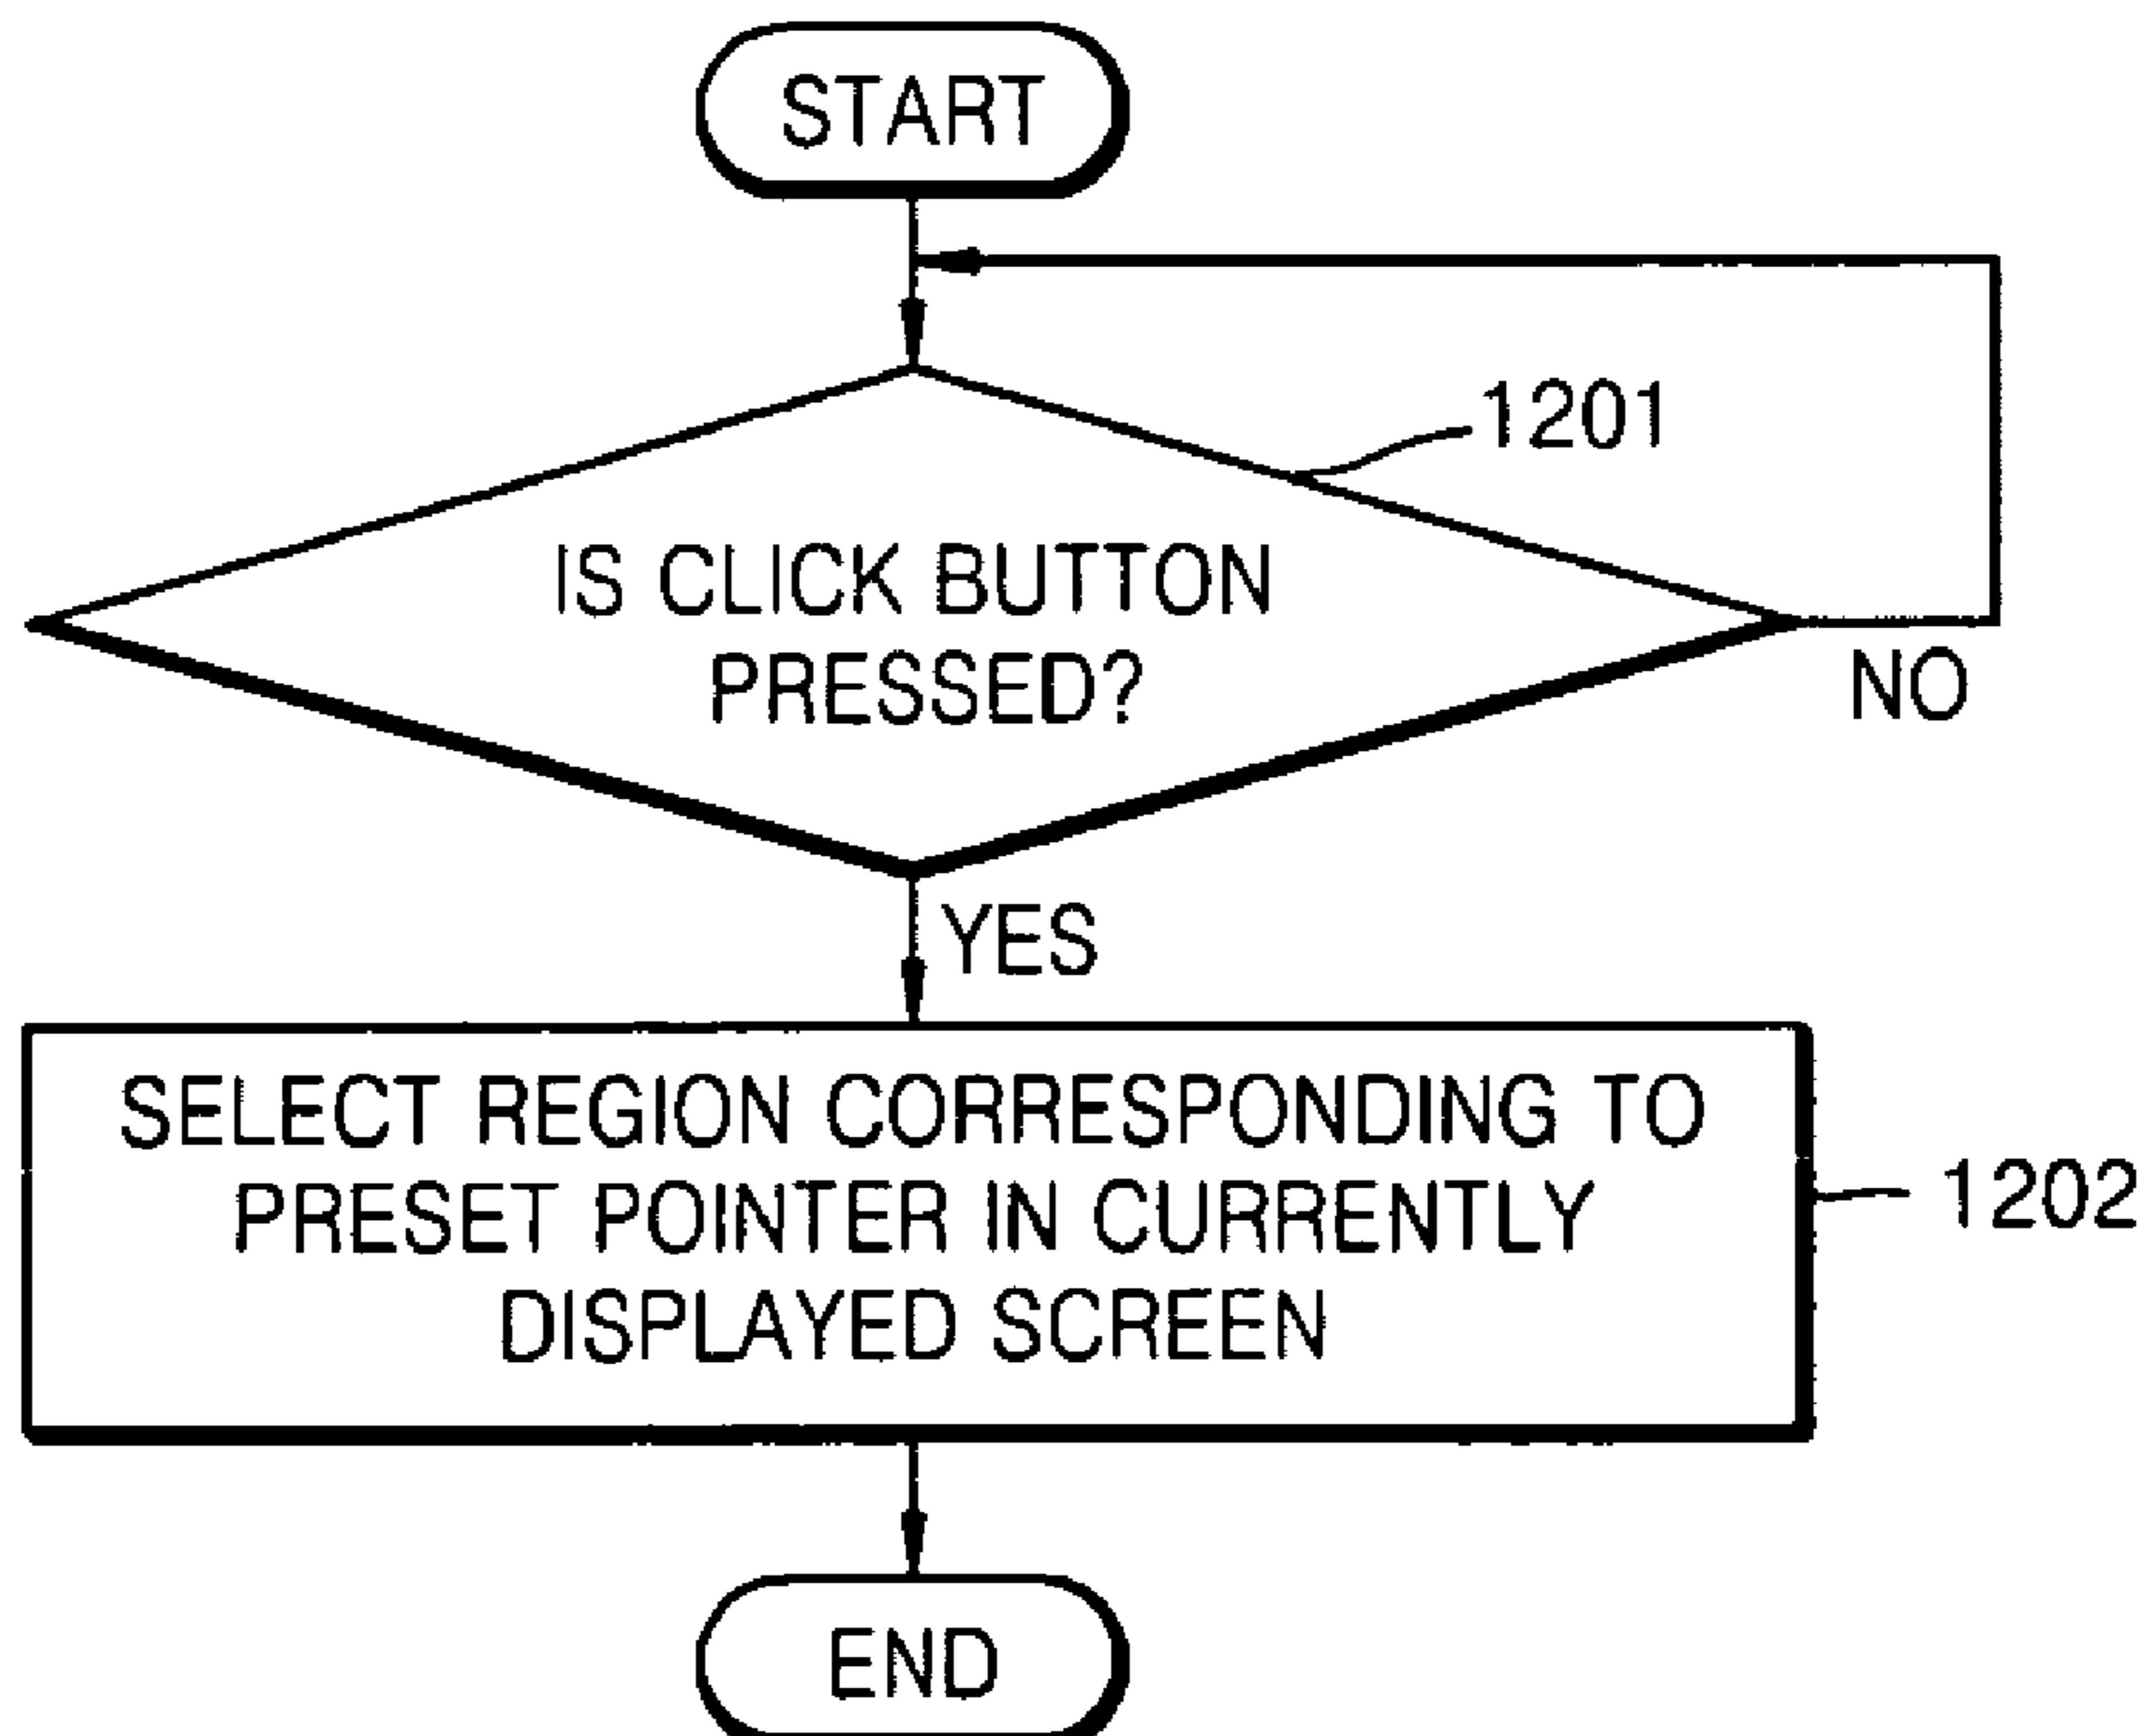 START
1201
IS CLICK BUTTON
PRESSED?
NO
YES
SELECT REGION CORRESPONDING TO
PRESET POINTER IN CURRENTLY
DISPLAYED SCREEN
1202
END